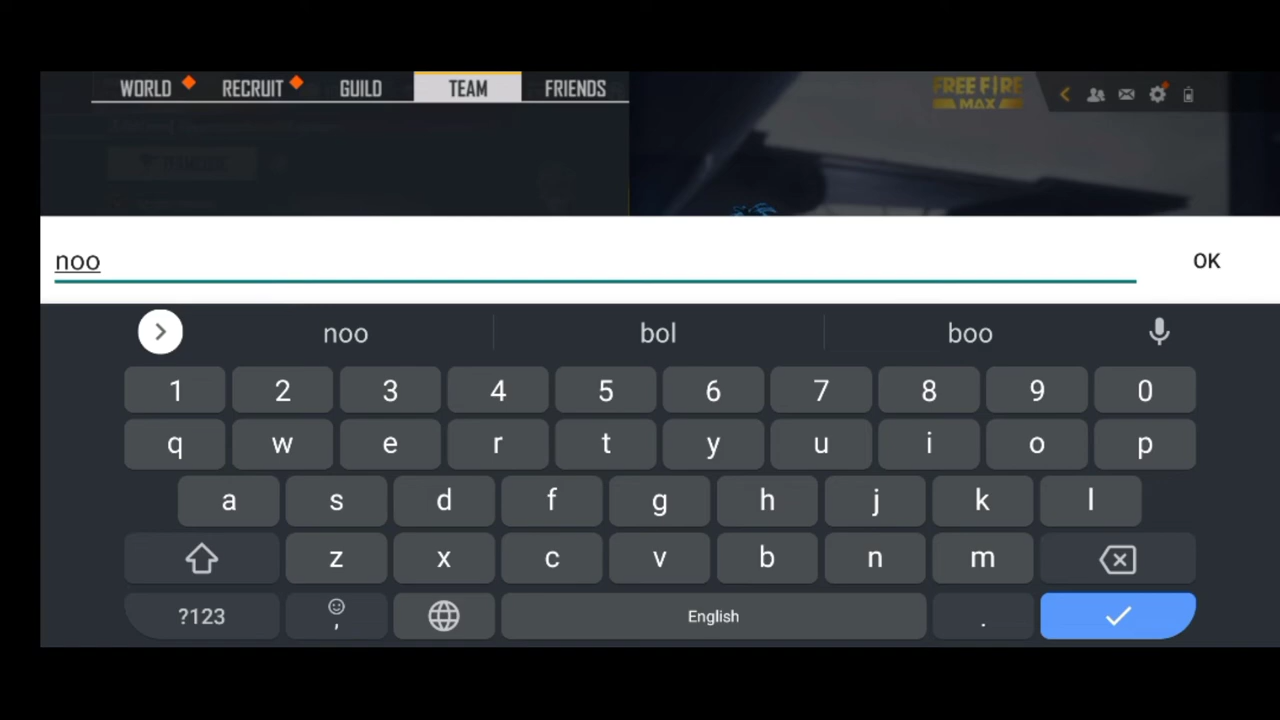 WORLD RECRUIT GUILD TEAM FRIENDS
FREE FIRE
MAX
noo
OK
noo bol boo
1 2 3 4 5 6 7 8 9 0
q w e r t y u i o p
a s d f g h j k l
z x c v b n m
?123 , English .